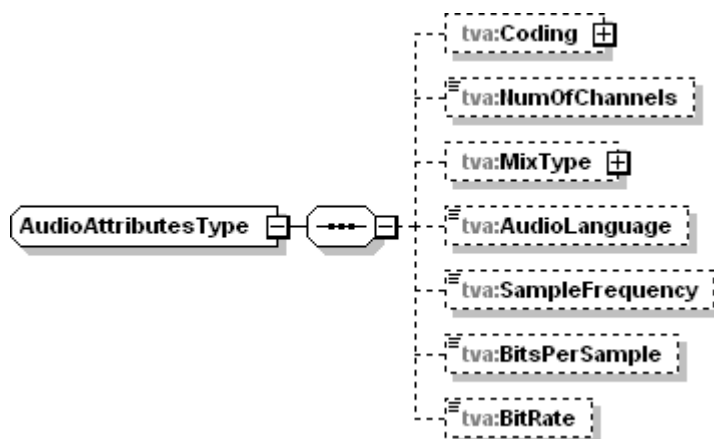 tva:Coding
tva:NumOfChannels
tva:MixType
AudioAttributesType
tva:AudioLanguage
tva:SampleFrequency
tva:BitsPerSample
tva:BitRate